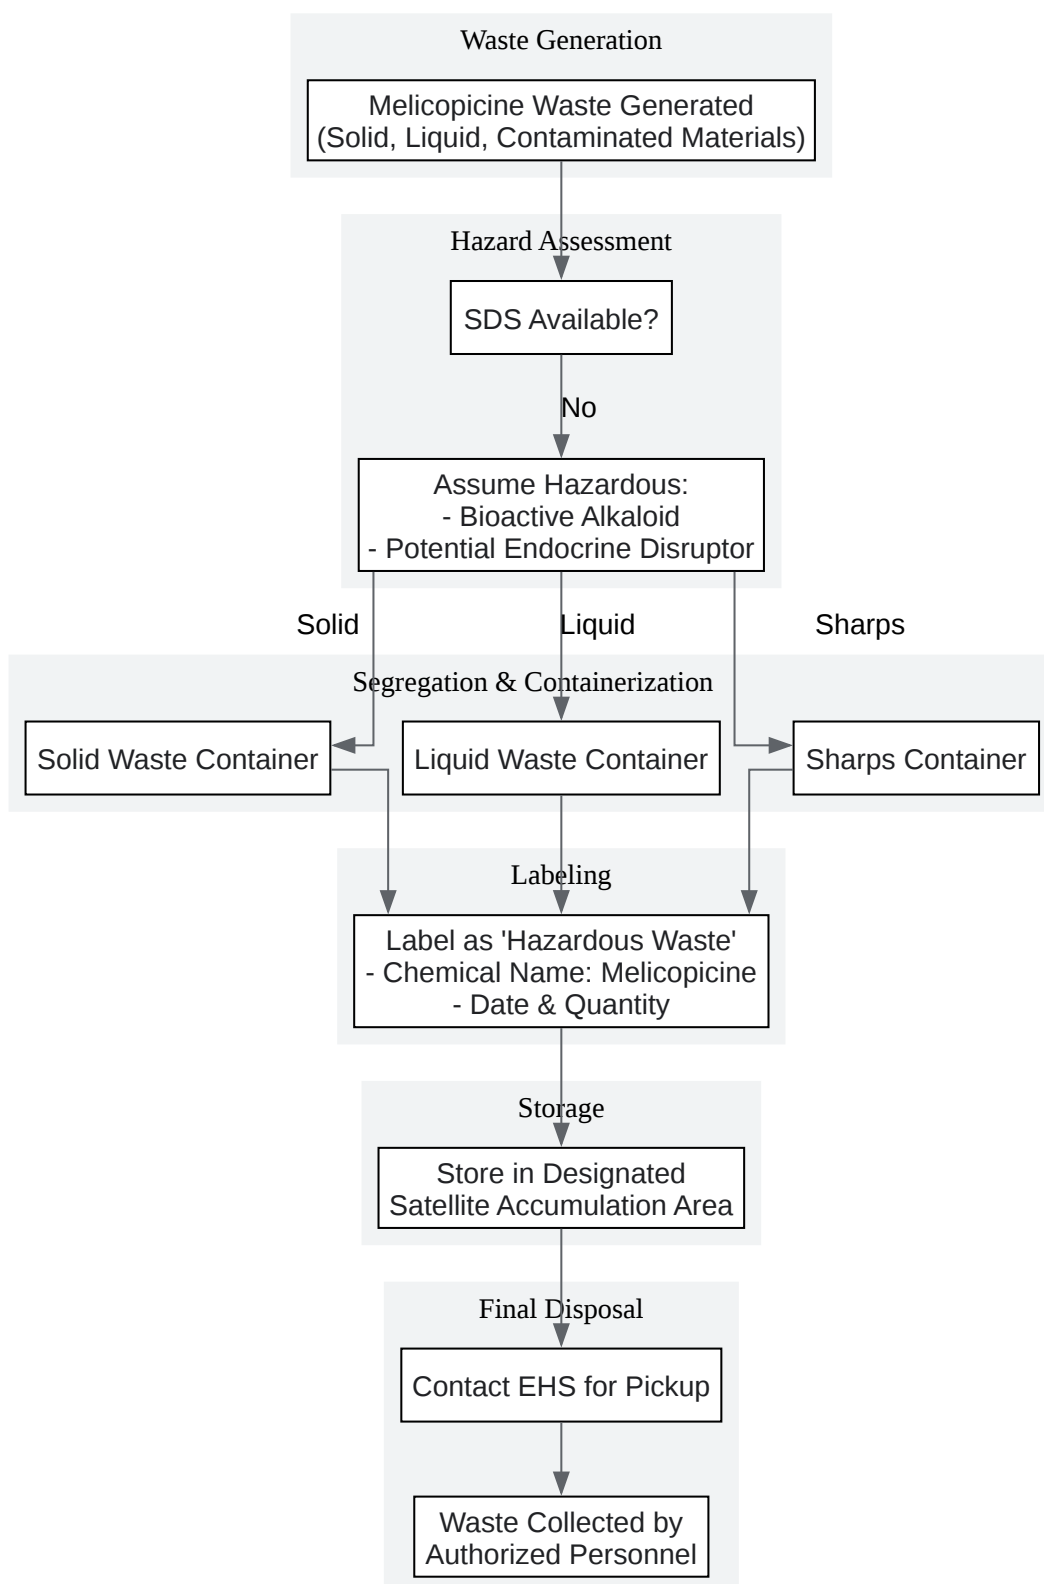 Waste Generation
Melicopicine Waste Generated
(Solid, Liquid, Contaminated Materials)
Hazard Assessment
SDS Available?
No
Assume Hazardous:
- Bioactive Alkaloid
- Potential Endocrine Disruptor
Solid
Liquid
Sharps
Segregation & Containerization
Solid Waste Container
Liquid Waste Container
Sharps Container
Labeling
Label as 'Hazardous Waste'
- Chemical Name: Melicopicine
- Date & Quantity
Storage
Store in Designated
Satellite Accumulation Area
Final Disposal
Contact EHS for Pickup
Waste Collected by
Authorized Personnel